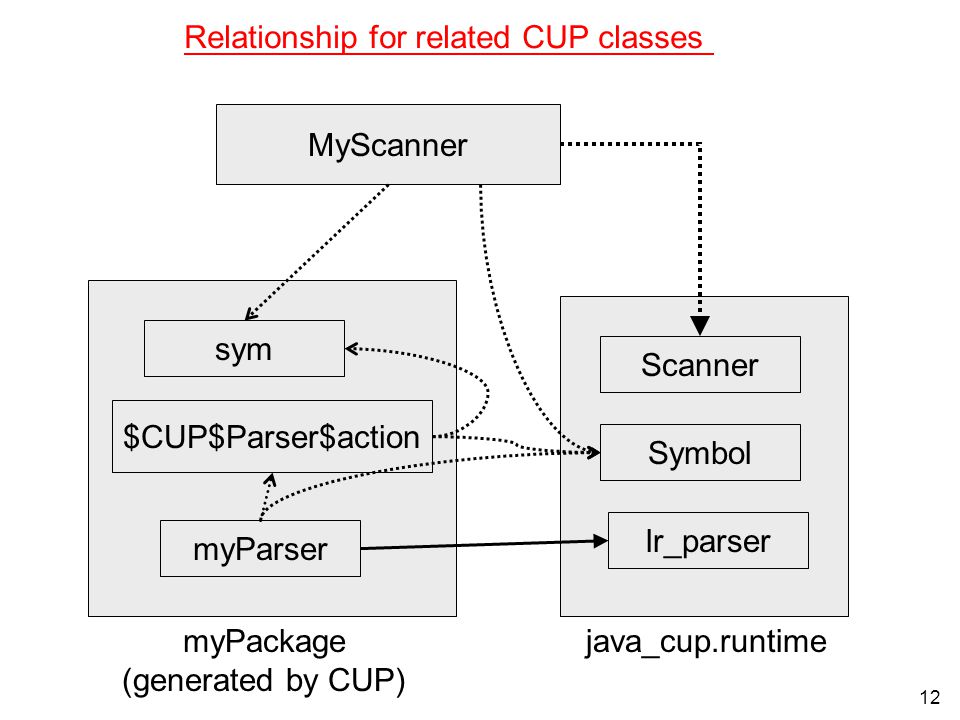 Relationship for related CUP classes
MyScanner
sym
Scanner
$CUP$Parser$action
Symbol
myParser
lr_parser
myPackage
(generated by CUP)
java_cup.runtime
12